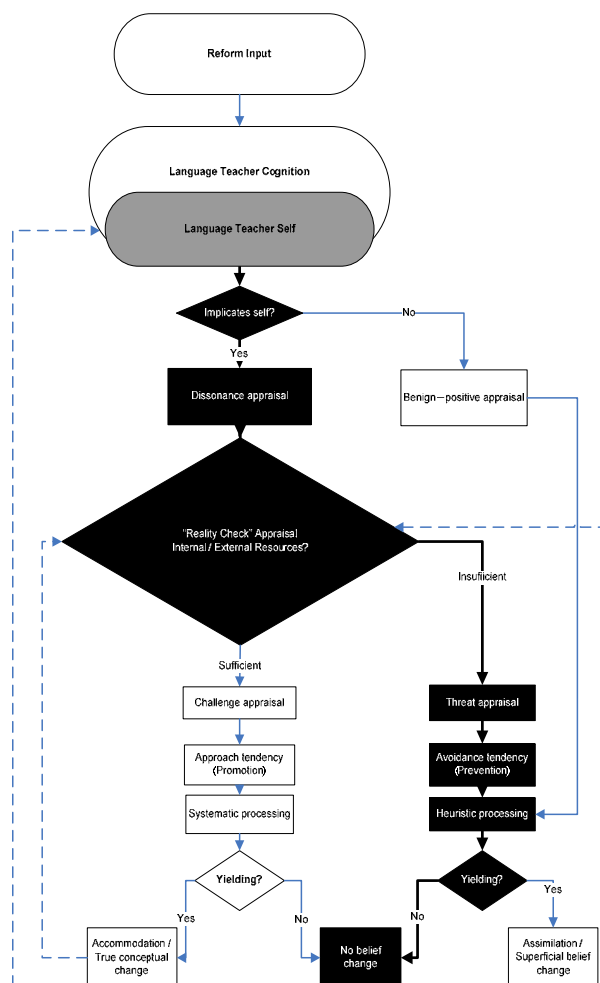 Reform Input
Language Teacher Cognition
Language Teacher Self
Implicates self?
No
Yes
Dissonance appraisal
Benign—positive appraisal
"Reality Check" Appraisal
Internal / External Resources?
Insufficient
Sufficient
Challenge appraisal
Threat appraisal
Approach tendency
(Promotion)
Avoidance tendency
(Prevention)
Systematic processing
Heuristic processing
Yielding?
Yielding?
Yes
No
No
Yes
Accommodation /
True conceptual
change
No belief
change
Assimilation /
Superficial belief
change